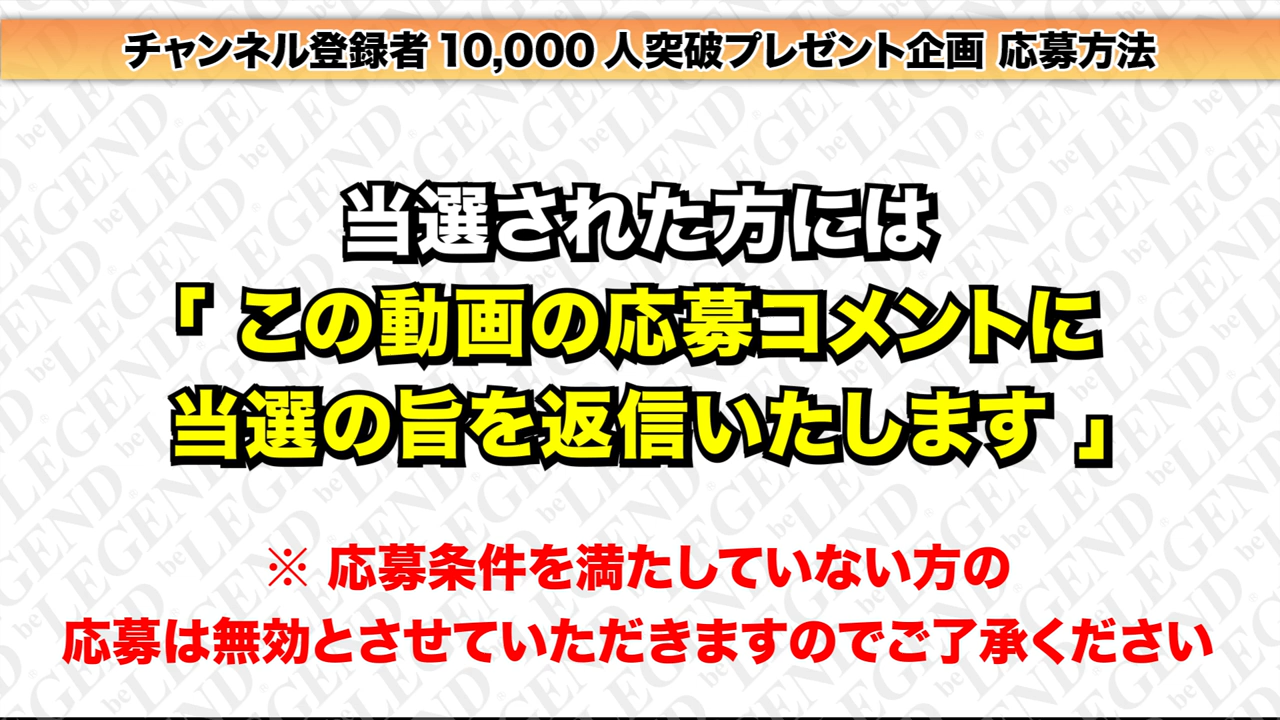 チャンネル登録者 10,000 人突破プレゼント企画 応募方法
当選された方には
「 この動画の応募コメントに
当選の旨を返信いたします 」
※ 応募条件を満たしていない方の
応募は無効とさせていただきますのでご了承ください
beLEGEND